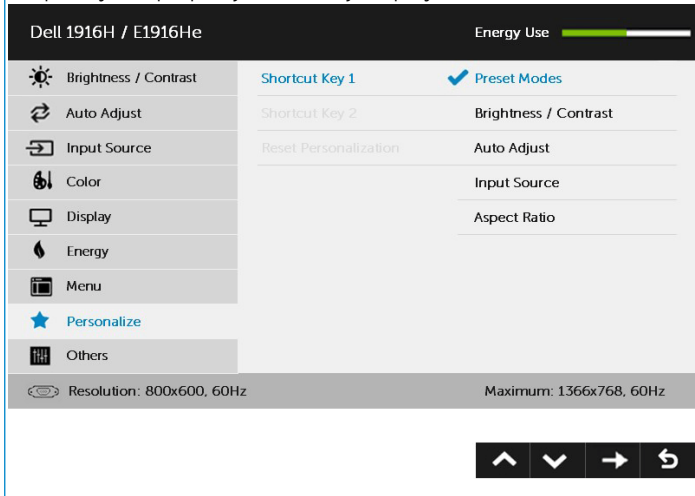 Dell 1916H / E1916He Energy Use
Brightness / Contrast Shortcut Key 1 Preset Modes
Auto Adjust Shortcut Key 2 Brightness / Contrast
Input Source Reset Personalization Auto Adjust
Color Input Source
Display Aspect Ratio
Energy
Menu
Personalize
Others
Resolution: 800x600, 60Hz Maximum: 1366x768, 60Hz